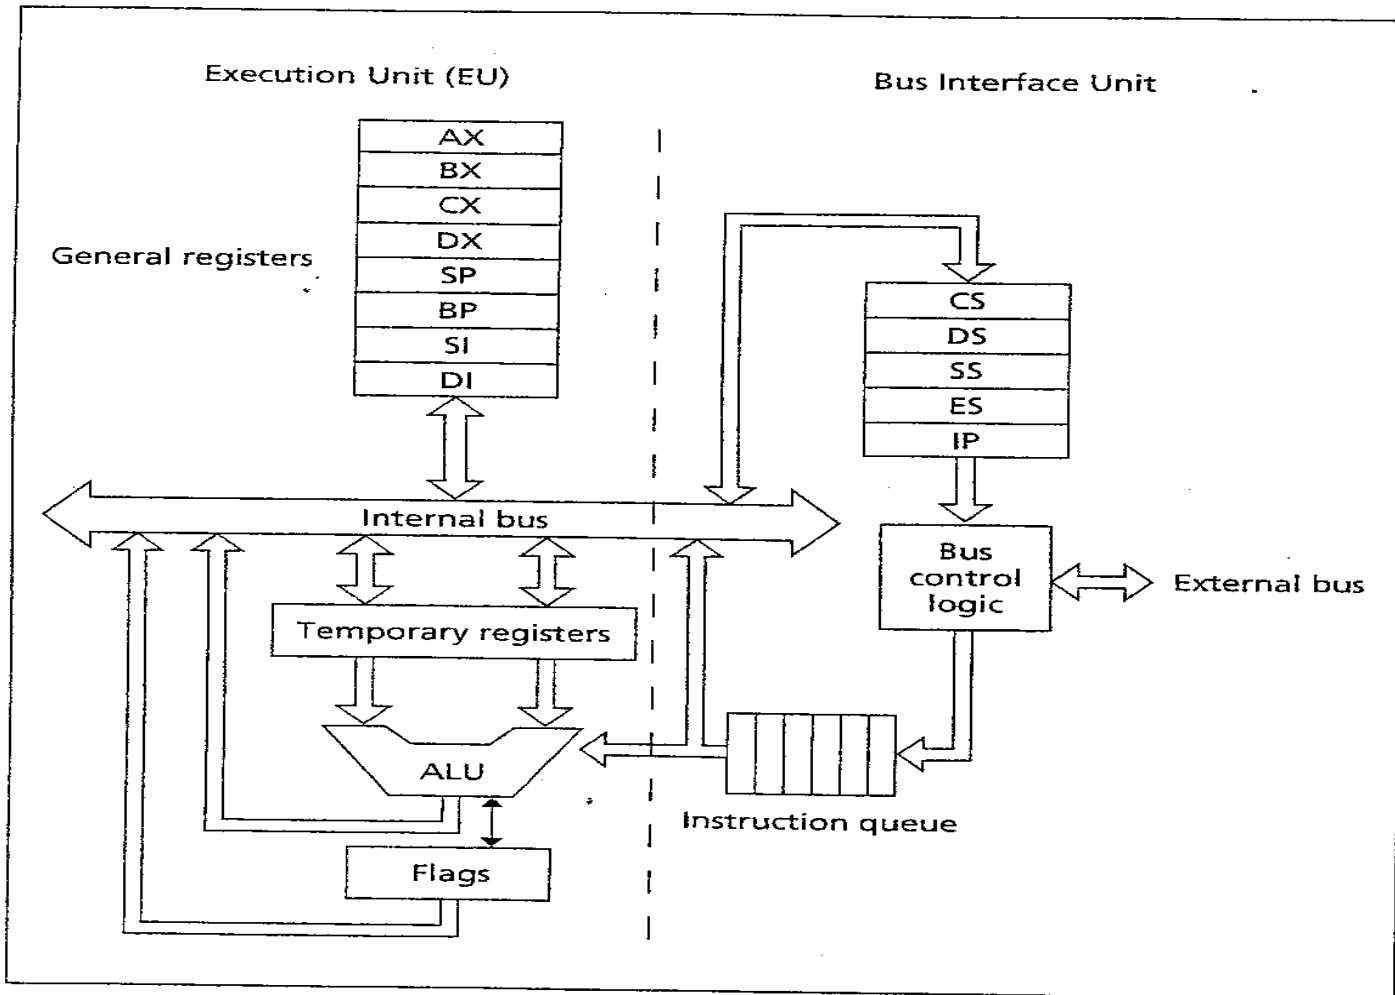 Execution Unit (EU)
Bus Interface Unit
General registers
AX
BX
CX
DX
SP
BP
SI
DI
CS
DS
SS
ES
IP
Internal bus
Bus
control
logic
External bus
Temporary registers
ALU
Instruction queue
Flags